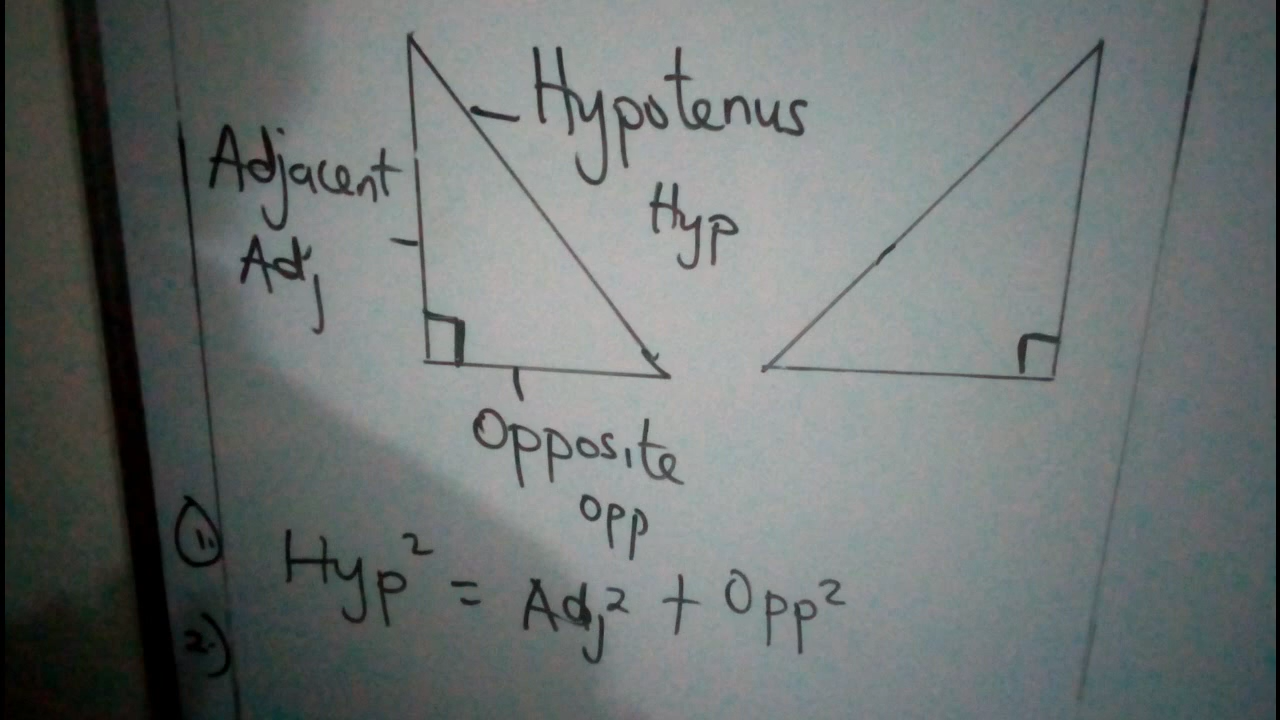 Hypotenus
Hyp
Adjacent
Adj
Opposite
Opp
1. Hyp² = Adj² + Opp²
2.)